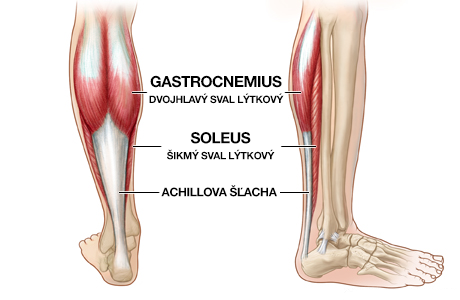 GASTROCNEMIUS
DVOJHLAVÝ SVAL LÝTKOVÝ
SOLEUS
ŠIKMÝ SVAL LÝTKOVÝ
ACHILLOVA ŠĽACHA